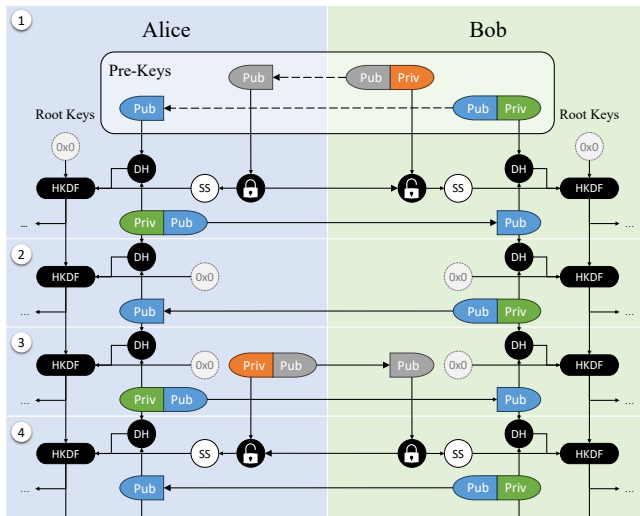 1
Alice
Bob
Pre-Keys
Pub
Pub Priv
Pub
Pub Priv
Root Keys
Root Keys
0x0
0x0
DH
DH
HKDF
SS
SS
HKDF
...
Priv Pub
Pub
...
2
DH
DH
HKDF
0x0
0x0
HKDF
...
Pub
Pub Priv
...
3
DH
DH
HKDF
0x0
Priv Pub
Pub
0x0
HKDF
...
Priv Pub
Pub
...
4
DH
DH
HKDF
SS
SS
HKDF
...
Pub
Pub Priv
...